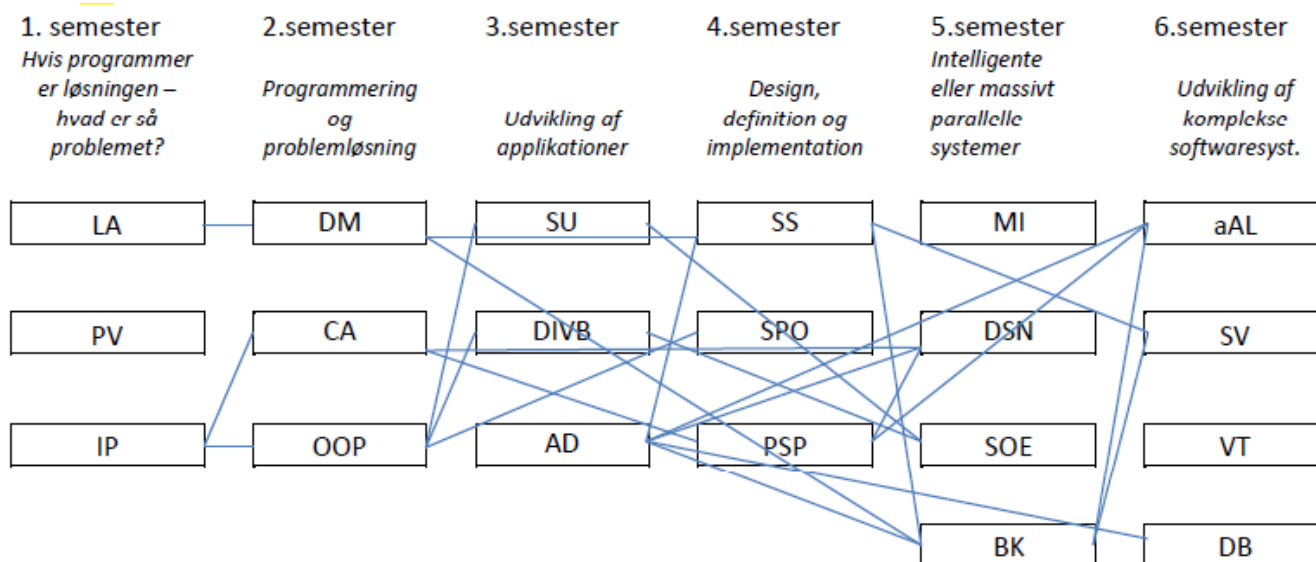 1. semester
Hvis programmer
er løsningen –
hvad er så
problemet?
2.semester
Programmering
og
problemløsning
3.semester
Udvikling af
applikationer
4.semester
Design,
definition og
implementation
5.semester
Intelligente
eller massivt
parallelle
systemer
6.semester
Udvikling af
komplekse
softwaresyst.
LA
DM
SU
SS
MI
aAL
PV
CA
DIVB
SPO
DSN
SV
IP
OOP
AD
PSP
SOE
VT
BK
DB